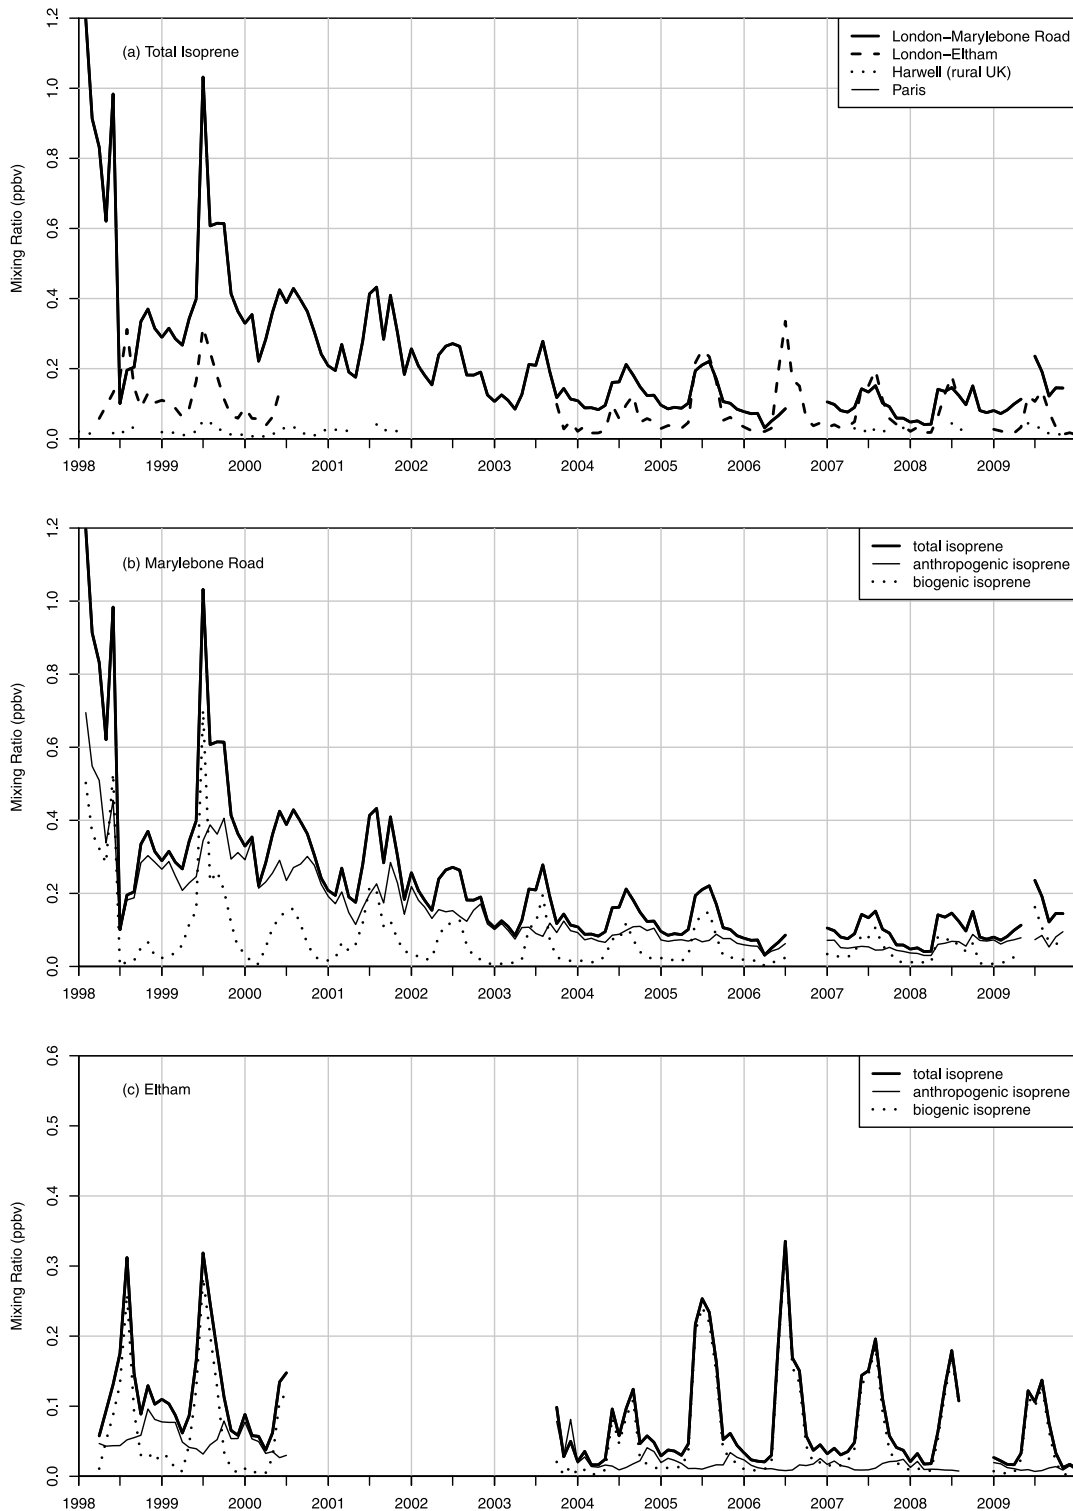 (a) Total Isoprene
London−Marylebone Road
London−Eltham
Harwell (rural UK)
Paris
Mixing Ratio (ppbv)
1.2
1.0
0.8
0.6
0.4
0.2
0.0
1998 1999 2000 2001 2002 2003 2004 2005 2006 2007 2008 2009
(b) Marylebone Road
total isoprene
anthropogenic isoprene
biogenic isoprene
Mixing Ratio (ppbv)
1.2
1.0
0.8
0.6
0.4
0.2
0.0
1998 1999 2000 2001 2002 2003 2004 2005 2006 2007 2008 2009
(c) Eltham
total isoprene
anthropogenic isoprene
biogenic isoprene
Mixing Ratio (ppbv)
0.6
0.5
0.4
0.3
0.2
0.1
0.0
1998 1999 2000 2001 2002 2003 2004 2005 2006 2007 2008 2009